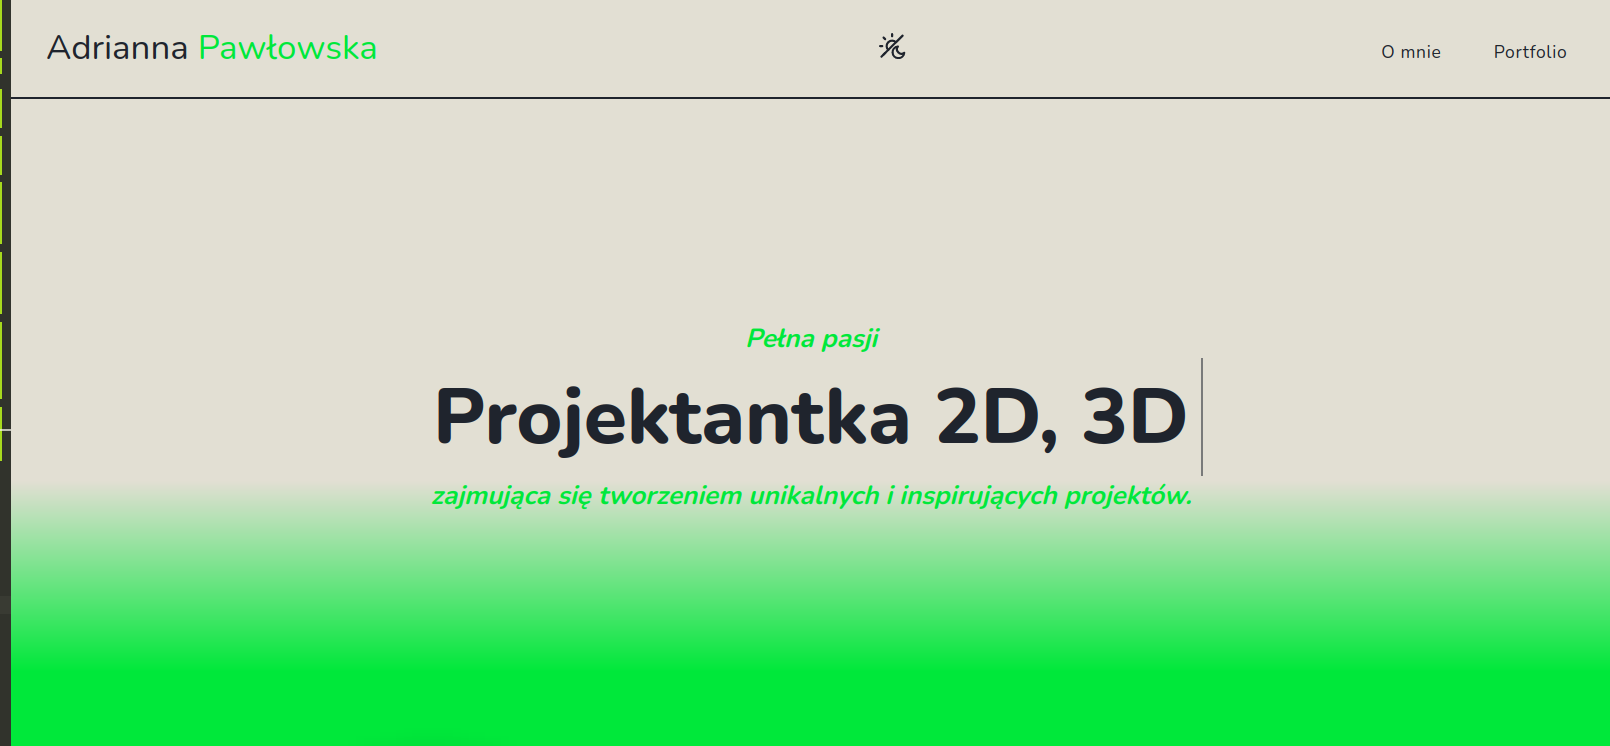 Adrianna Pawłowska
O mnie
Portfolio
Pełna pasji
Projektantka 2D, 3D
zajmująca się tworzeniem unikalnych i inspirujących projektów.